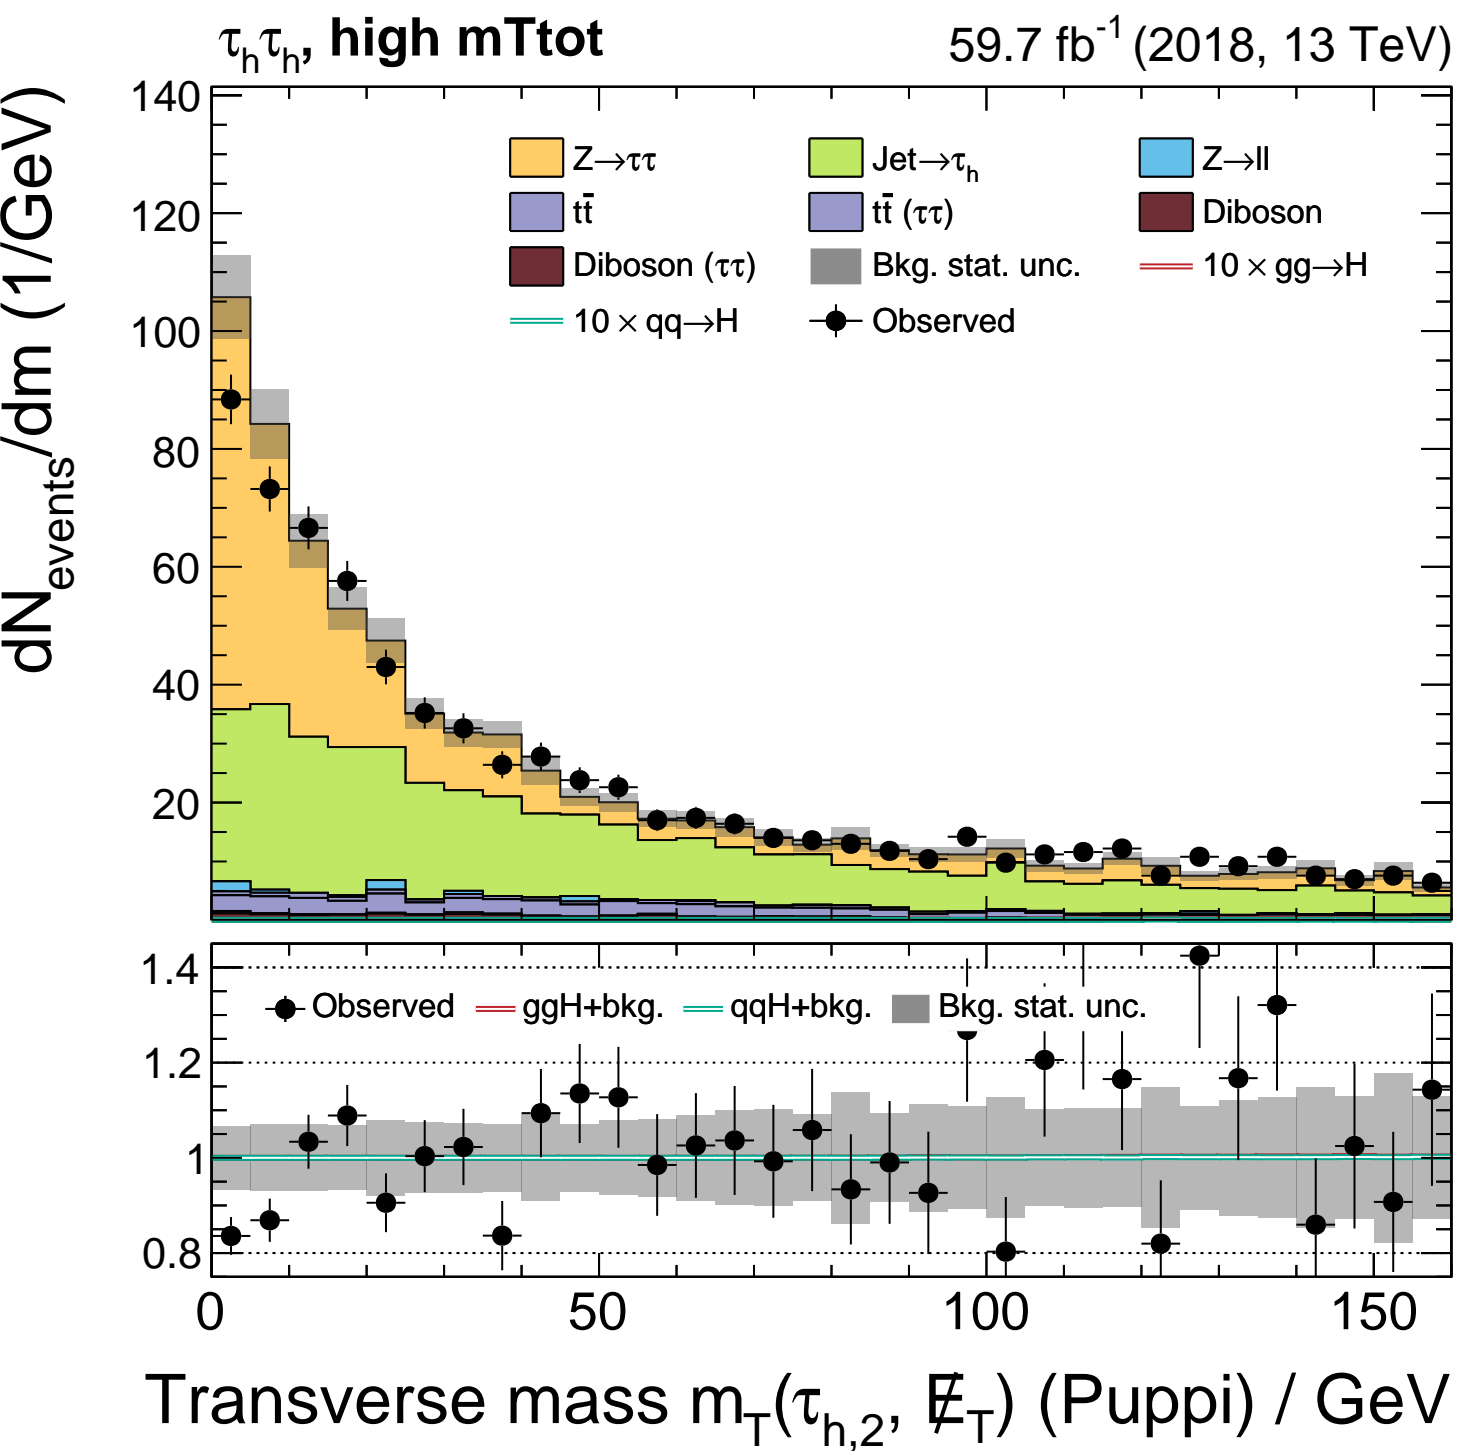 τhτh, high mTtot
59.7 fb-1 (2018, 13 TeV)
dNevents/dm (1/GeV)
140
120
100
80
60
40
20
Z→ττ
Jet→τh
Z→ll
tt̄
tt̄ (ττ)
Diboson
Diboson (ττ)
Bkg. stat. unc.
10 × gg→H
10 × qq→H
Observed
1.4
1.2
1
0.8
Observed
ggH+bkg.
qqH+bkg.
Bkg. stat. unc.
0 50 100 150
Transverse mass mT(τh,2, E̸T) (Puppi) / GeV